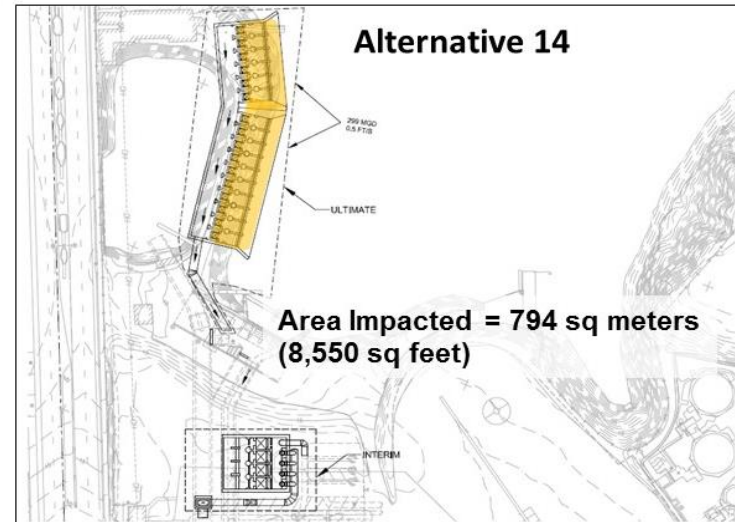 Alternative 14
299 MGD
0.5 FT/S
ULTIMATE
Area Impacted = 794 sq meters
(8,550 sq feet)
INTERIM